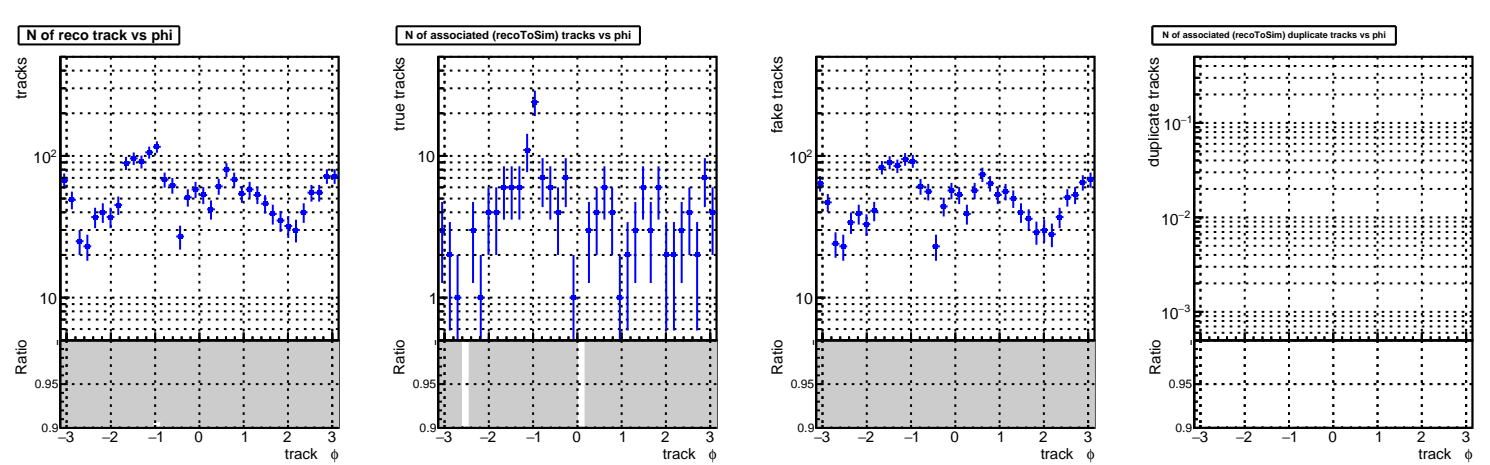 N of reco track vs phi
tracks
10²
10
Ratio
0.95
0.9
−3 −2 −1 0 1 2 3
track ϕ
N of associated (recoToSim) tracks vs phi
true tracks
10
1
Ratio
0.95
0.9
−3 −2 −1 0 1 2 3
track ϕ
fake tracks
10²
10
Ratio
0.95
0.9
−3 −2 −1 0 1 2 3
track ϕ
N of associated (recoToSim) duplicate tracks vs phi
duplicate tracks
10⁻¹
10⁻²
10⁻³
Ratio
0.95
0.9
−3 −2 −1 0 1 2 3
track ϕ